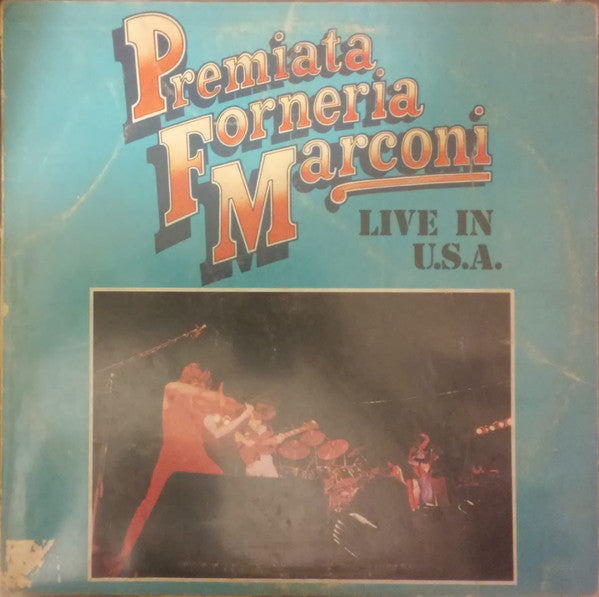 Premiata
Forneria
Marconi
LIVE IN
U.S.A.